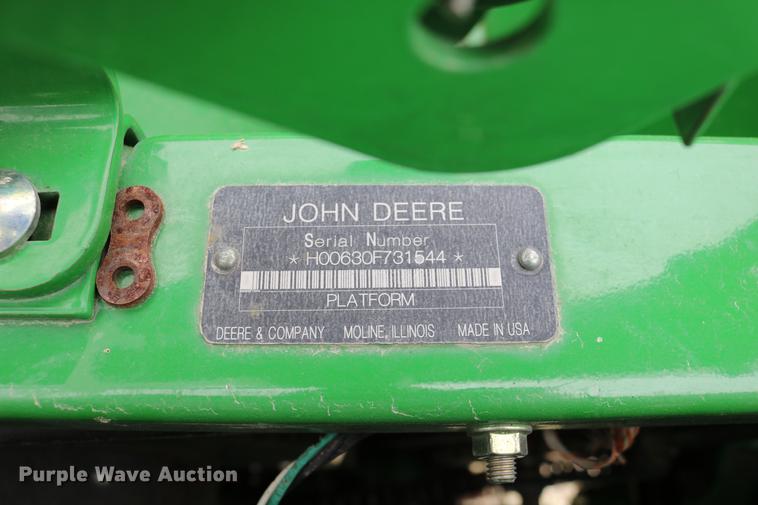 JOHN DEERE
Serial Number
* H00630F731544 *
PLATFORM
DEERE & COMPANY MOLINE, ILLINOIS MADE IN USA
Purple Wave Auction